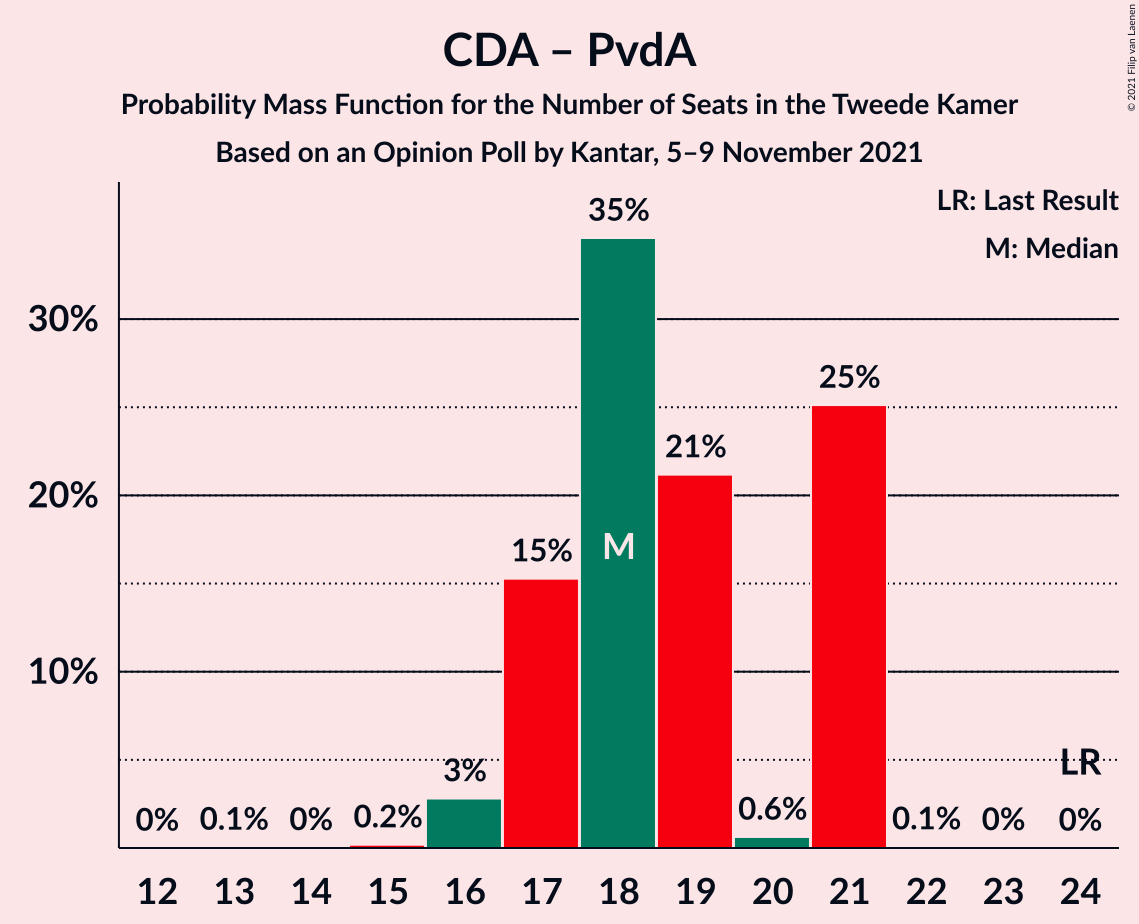 CDA – PvdA
Probability Mass Function for the Number of Seats in the Tweede Kamer
Based on an Opinion Poll by Kantar, 5–9 November 2021
© 2021 Filip van Laenen
LR: Last Result
M: Median
30%
20%
10%
0%
0.1%
0%
0.2%
3%
15%
35%
M
21%
0.6%
25%
0.1%
0%
LR
0%
12 13 14 15 16 17 18 19 20 21 22 23 24